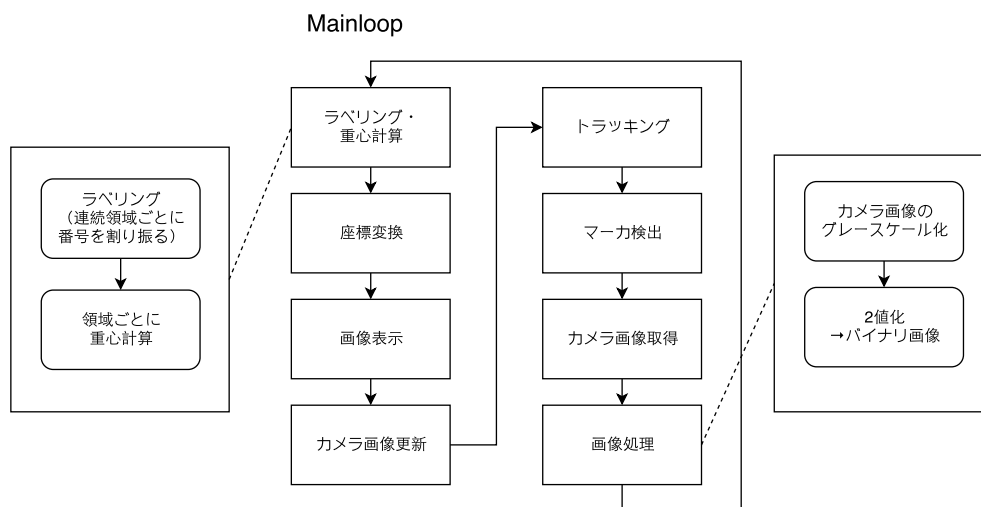 Mainloop
ラベリング
（連続領域ごとに
番号を割り振る）
領域ごとに
重心計算
ラベリング・
重心計算
座標変換
画像表示
カメラ画像更新
トラッキング
マーカ検出
カメラ画像取得
画像処理
カメラ画像の
グレースケール化
2値化
→バイナリ画像